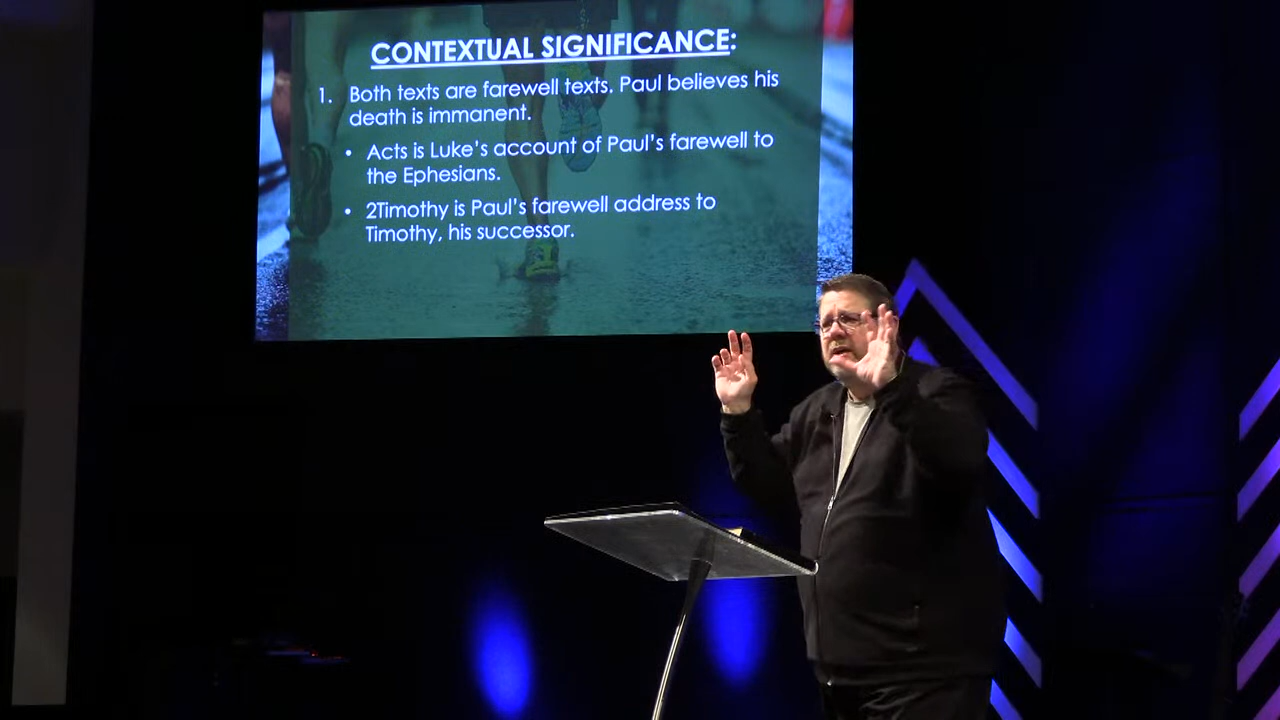 CONTEXTUAL SIGNIFICANCE:
1. Both texts are farewell texts. Paul believes his
death is immanent.
• Acts is Luke's account of Paul's farewell to
the Ephesians.
• 2Timothy is Paul's farewell address to
Timothy, his successor.